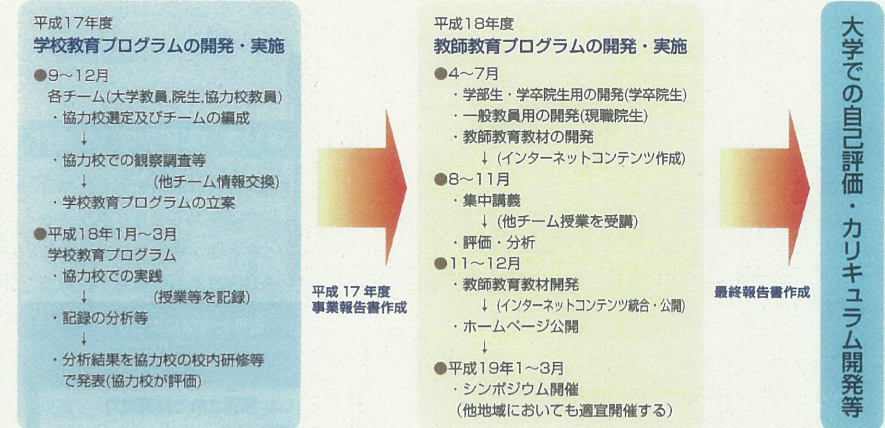 平成17年度
学校教育プログラムの開発・実施
●9～12月
各チーム(大学教員,院生,協力校教員)
・協力校選定及びチームの編成
↓
・協力校での観察調査等
↓ (他チーム情報交換)
・学校教育プログラムの立案
●平成18年1月～3月
学校教育プログラム
・協力校での実践
↓ (授業等を記録)
・記録の分析等
↓
・分析結果を協力校の校内研修等
で発表(協力校が評価)
平成 17 年度
事業報告書作成
平成18年度
教師教育プログラムの開発・実施
●4～7月
・学部生・学卒院生用の開発(学卒院生)
・一般教員用の開発(現職院生)
・教師教育教材の開発
↓ (インターネットコンテンツ作成)
●8～11月
・集中講義
↓ (他チーム授業を受講)
・評価・分析
●11～12月
・教師教育教材開発
↓ (インターネットコンテンツ統合・公開)
・ホームページ公開
↓
●平成19年1～3月
・シンポジウム開催
（他地域においても適宜開催する）
最終報告書作成
大学での自己評価・カリキュラム開発等